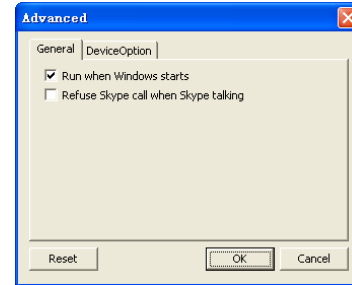 Advanced
General DeviceOption
Run when Windows starts
Refuse Skype call when Skype talking
Reset OK Cancel